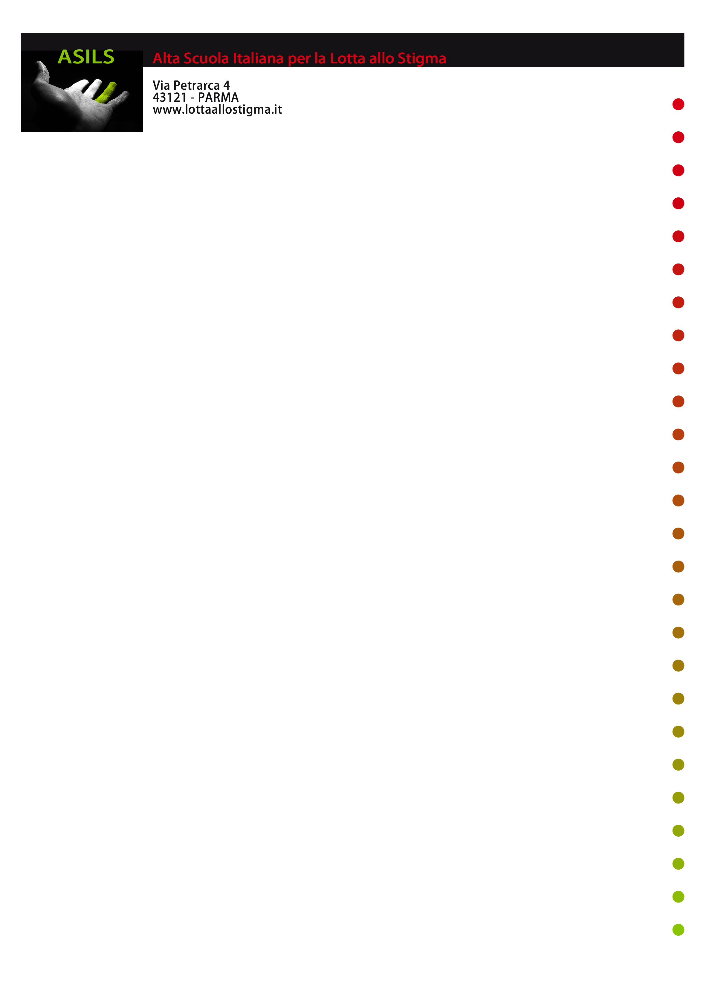 ASILS
Alta Scuola Italiana per la Lotta allo Stigma
Via Petrarca 4
43121 - PARMA
www.lottaallostigma.it